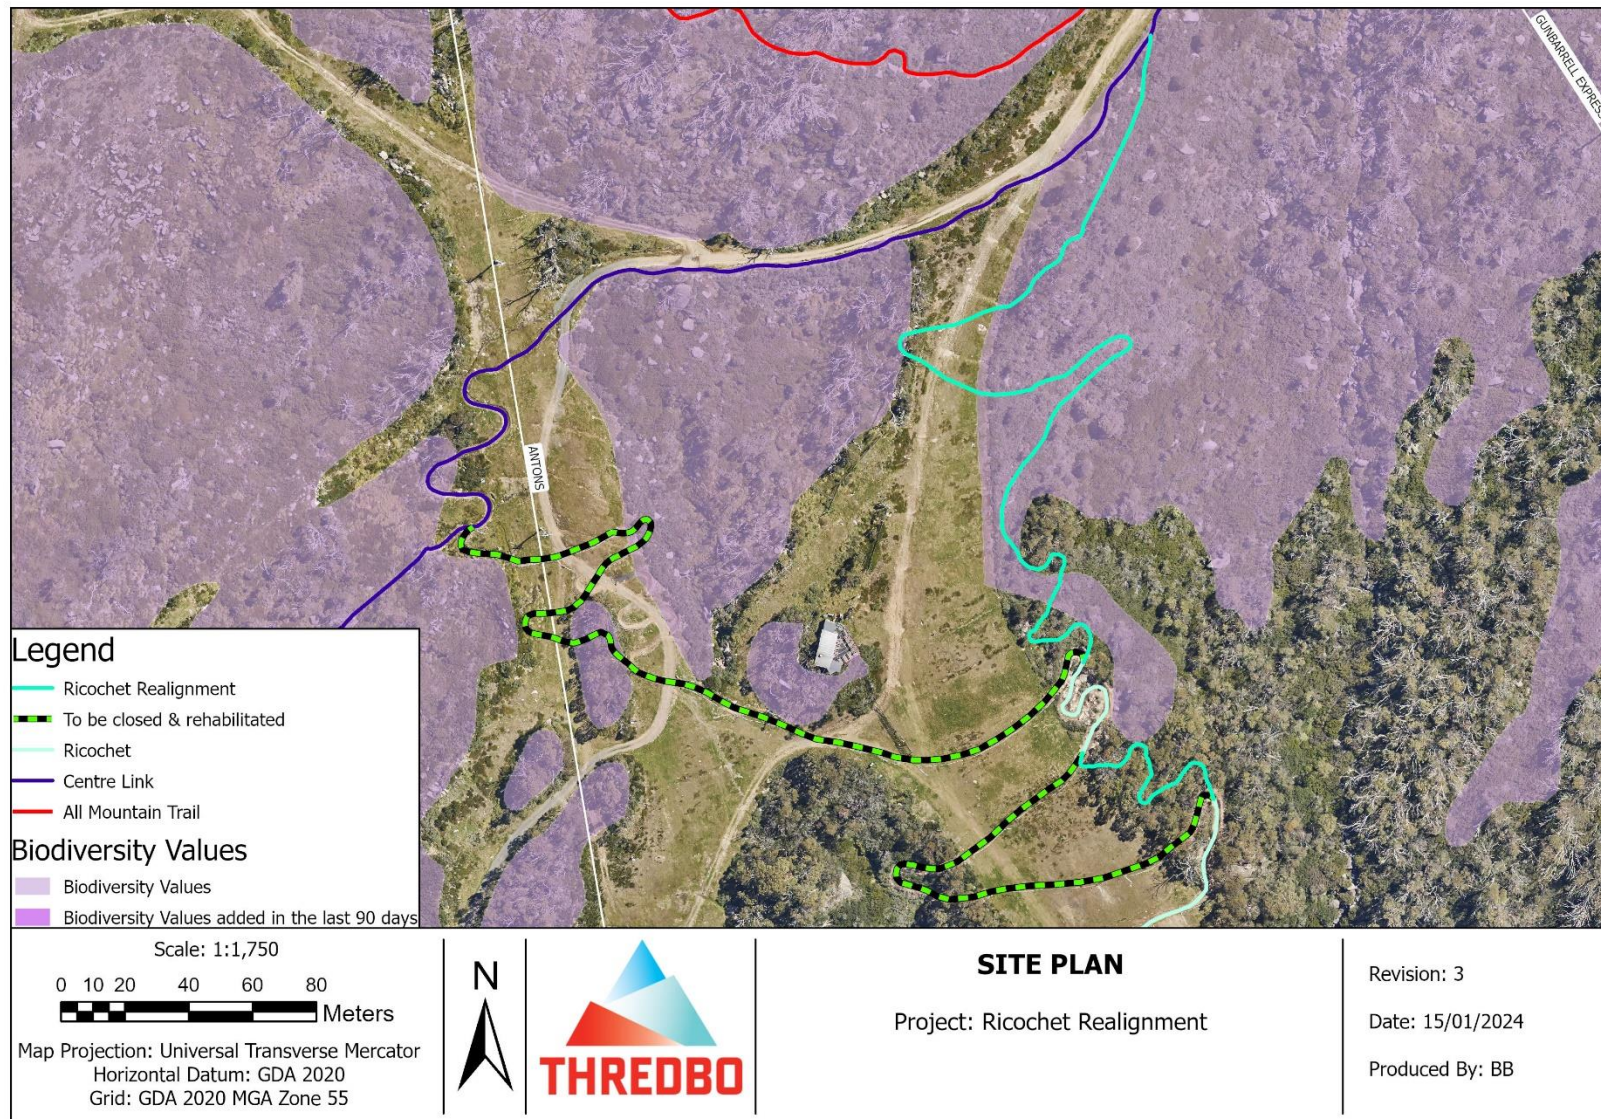 GUNBARRELL EXPRESS
ANTONS
Legend
Ricochet Realignment
To be closed & rehabilitated
Ricochet
Centre Link
All Mountain Trail
Biodiversity Values
Biodiversity Values
Biodiversity Values added in the last 90 days
Scale: 1:1,750
0 10 20 40 60 80
Meters
Map Projection: Universal Transverse Mercator
Horizontal Datum: GDA 2020
Grid: GDA 2020 MGA Zone 55
N
THREDBO
SITE PLAN
Project: Ricochet Realignment
Revision: 3
Date: 15/01/2024
Produced By: BB